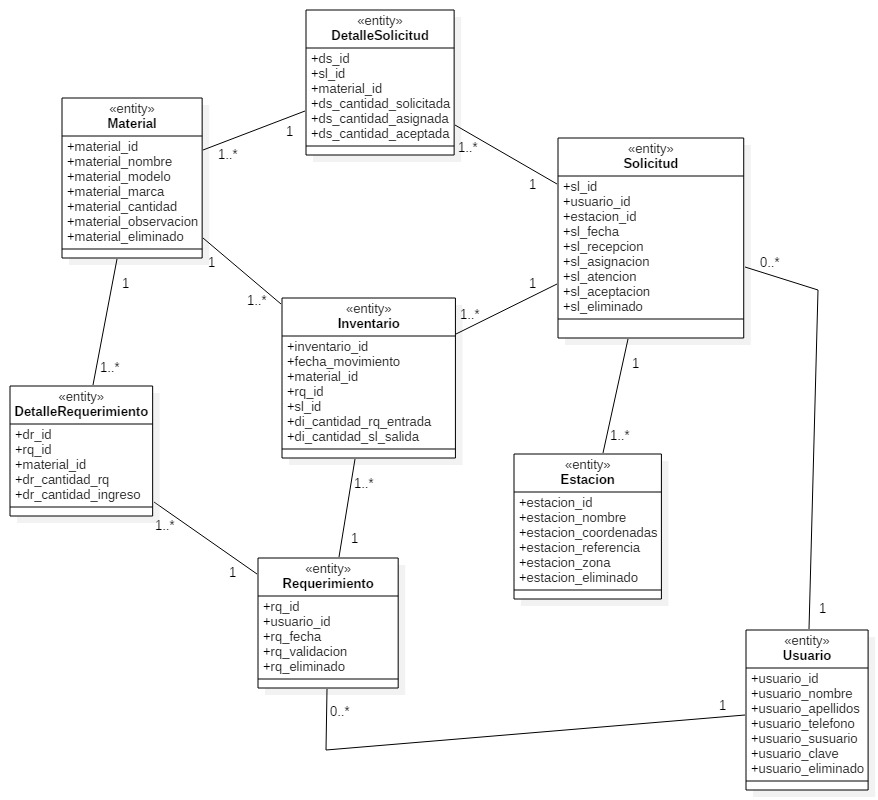 «entity»
DetalleSolicitud
+ds_id
+sl_id
+material_id
+ds_cantidad_solicitada
+ds_cantidad_asignada
+ds_cantidad_aceptada
«entity»
Material
+material_id
+material_nombre
+material_modelo
+material_marca
+material_cantidad
+material_observacion
+material_eliminado
1
1..*
1..*
1
«entity»
Solicitud
+sl_id
+usuario_id
+estacion_id
+sl_fecha
+sl_recepcion
+sl_asignacion
+sl_atencion
+sl_aceptacion
+sl_eliminado
0..*
1
1..*
1
1..*
«entity»
Inventario
+inventario_id
+fecha_movimiento
+material_id
+rq_id
+sl_id
+di_cantidad_rq_entrada
+di_cantidad_sl_salida
1
1..*
«entity»
DetalleRequerimiento
+dr_id
+rq_id
+material_id
+dr_cantidad_rq
+dr_cantidad_ingreso
1
1..*
«entity»
Estacion
+estacion_id
+estacion_nombre
+estacion_coordenadas
+estacion_referencia
+estacion_zona
+estacion_eliminado
1..*
1
1..*
1
«entity»
Requerimiento
+rq_id
+usuario_id
+rq_fecha
+rq_validacion
+rq_eliminado
0..*
1
1
«entity»
Usuario
+usuario_id
+usuario_nombre
+usuario_apellidos
+usuario_telefono
+usuario_susuario
+usuario_clave
+usuario_eliminado